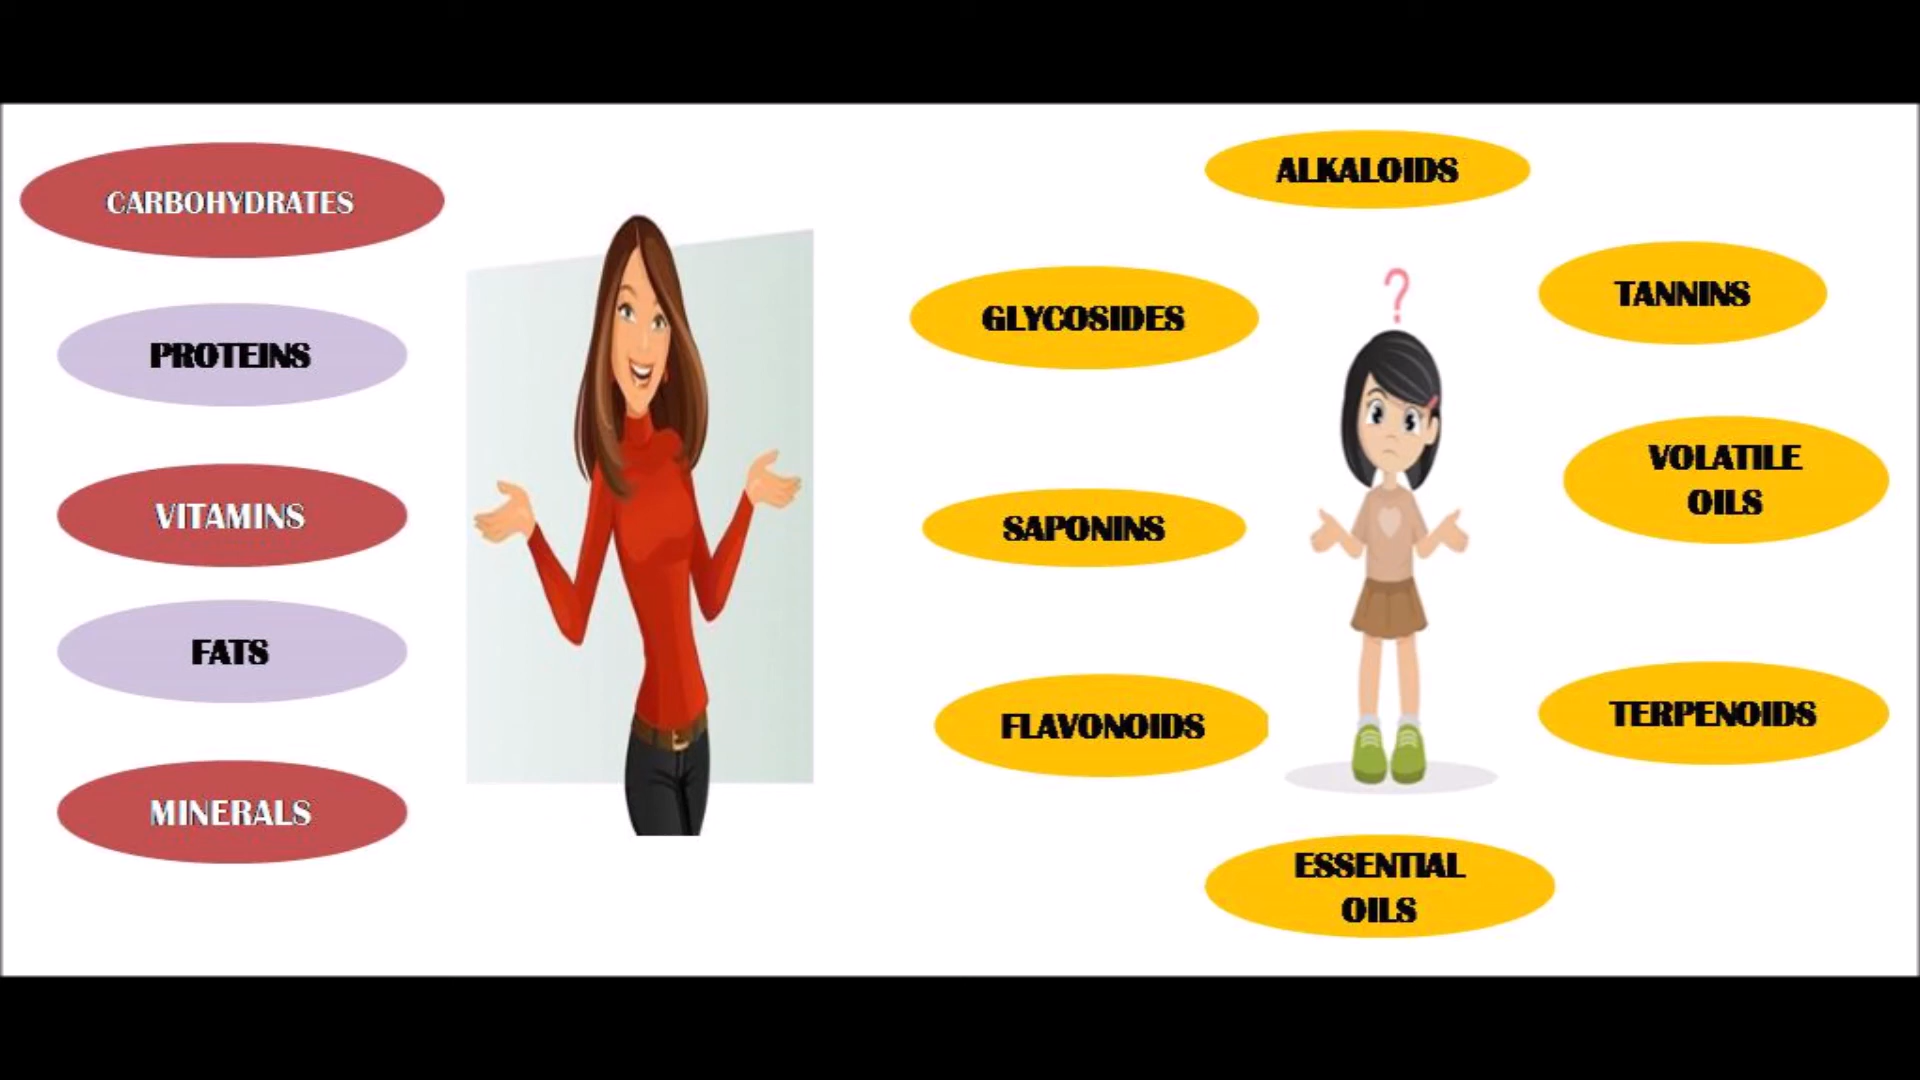 CARBOHYDRATES
PROTEINS
VITAMINS
FATS
MINERALS
ALKALOIDS
GLYCOSIDES
TANNINS
?
VOLATILE
OILS
SAPONINS
FLAVONOIDS
TERPENOIDS
ESSENTIAL
OILS